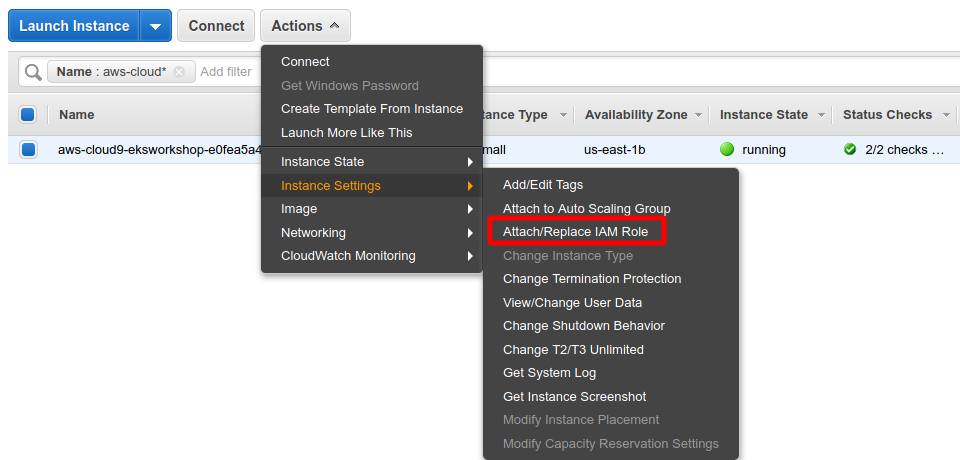 Launch Instance Connect Actions
Name : aws-cloud* Add filter
Connect
Get Windows Password
Create Template From Instance
Launch More Like This
Instance State
Instance Settings
Image
Networking
CloudWatch Monitoring
Name Type Availability Zone Instance State Status Checks
aws-cloud9-eksworkshop-e0fea5a4 us-east-1b running 2/2 checks ...
Add/Edit Tags
Attach to Auto Scaling Group
Attach/Replace IAM Role
Change Instance Type
Change Termination Protection
View/Change User Data
Change Shutdown Behavior
Change T2/T3 Unlimited
Get System Log
Get Instance Screenshot
Modify Instance Placement
Modify Capacity Reservation Settings